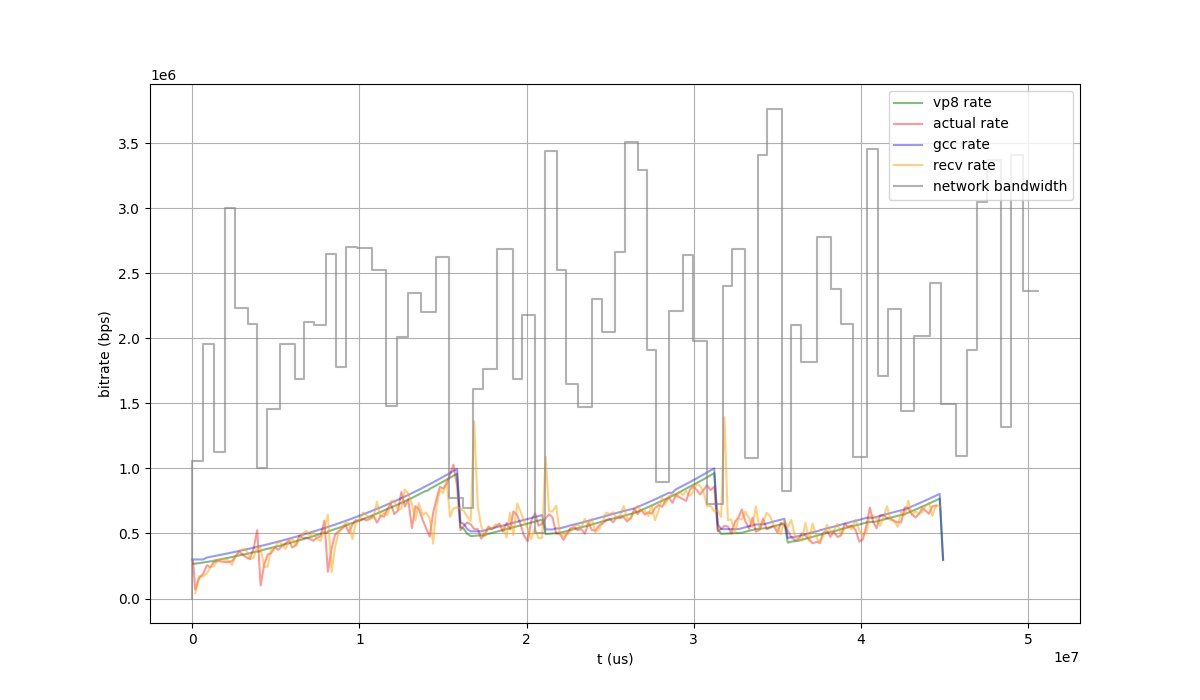 1e6
vp8 rate
actual rate
gcc rate
recv rate
network bandwidth
3.5
3.0
2.5
2.0
1.5
1.0
0.5
0.0
bitrate (bps)
0 1 2 3 4 5
t (us)
1e7